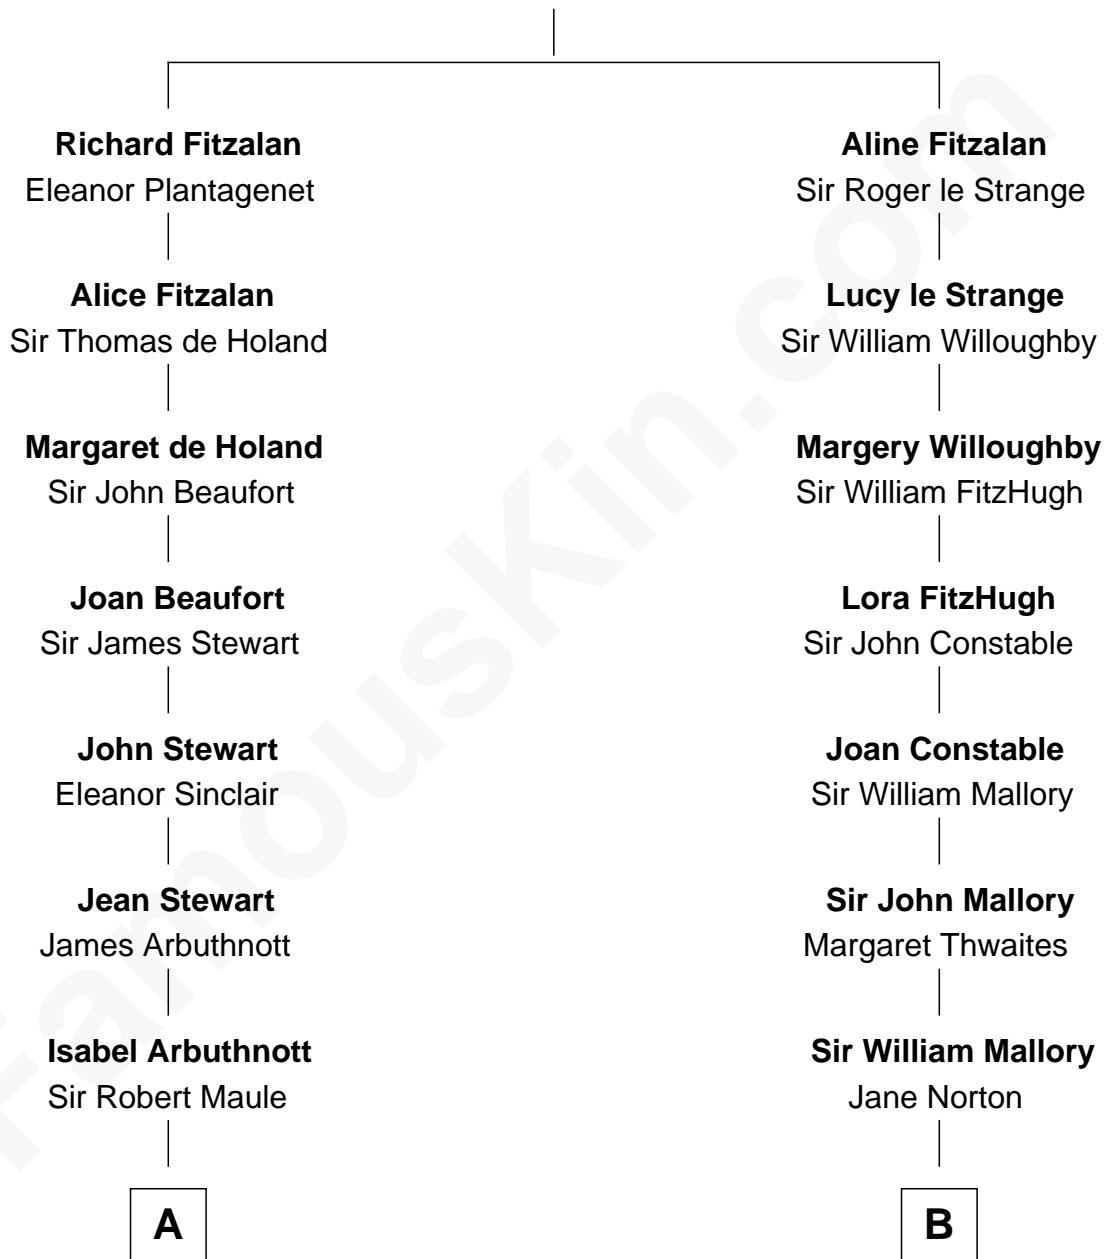 Richard Fitzalan
Eleanor Plantagenet
Alice Fitzalan
Sir Thomas de Holand
Margaret de Holand
Sir John Beaufort
Joan Beaufort
Sir James Stewart
John Stewart
Eleanor Sinclair
Jean Stewart
James Arbuthnott
Isabel Arbuthnott
Sir Robert Maule
A
Aline Fitzalan
Sir Roger le Strange
Lucy le Strange
Sir William Willoughby
Margery Willoughby
Sir William FitzHugh
Lora FitzHugh
Sir John Constable
Joan Constable
Sir William Mallory
Sir John Mallory
Margaret Thwaites
Sir William Mallory
Jane Norton
B
FamousKin.com